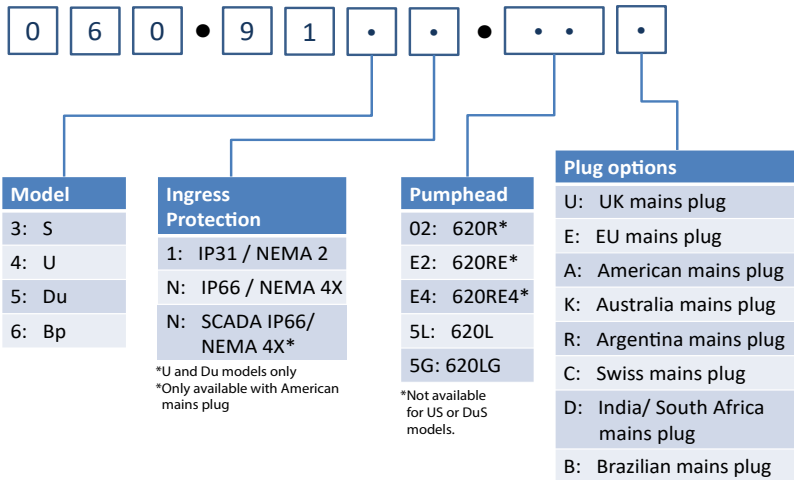 0 6 0 • 9 1 • • • • • •
Model
3: S
4: U
5: Du
6: Bp
Ingress
Protection
1: IP31 / NEMA 2
N: IP66 / NEMA 4X
N: SCADA IP66/
NEMA 4X*
*U and Du models only
*Only available with American
mains plug
Pumphead
02: 620R*
E2: 620RE*
E4: 620RE4*
5L: 620L
5G: 620LG
*Not available
for US or DuS
models.
Plug options
U: UK mains plug
E: EU mains plug
A: American mains plug
K: Australia mains plug
R: Argentina mains plug
C: Swiss mains plug
D: India/ South Africa
mains plug
B: Brazilian mains plug